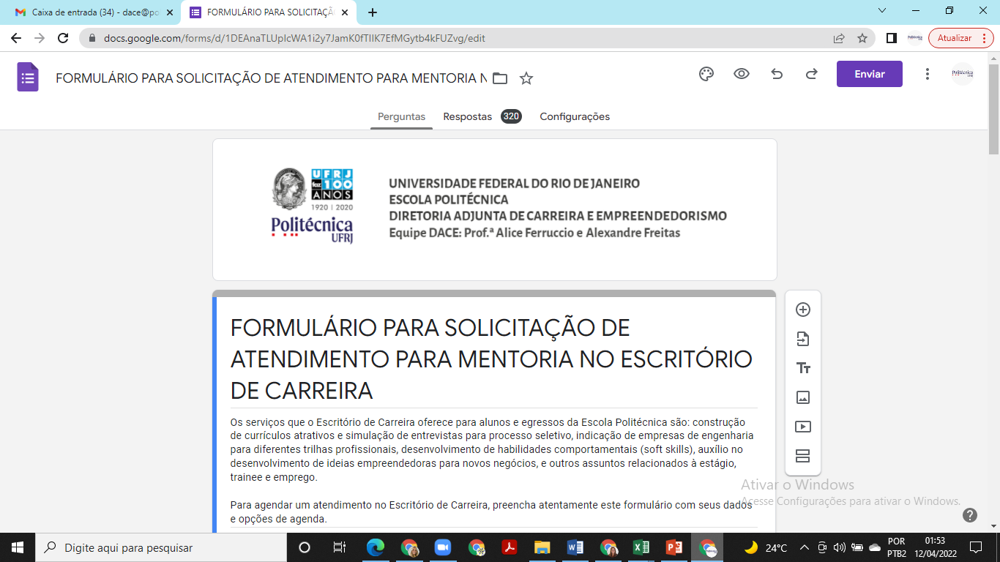 Caixa de entrada (34) - dace@po
FORMULÁRIO PARA SOLICITAÇÃ
docs.google.com/forms/d/1DEAnaTLUpIcWA1i2y7JamK0fTIIK7EfMGytb4kFUZvg/edit
Atualizar
FORMULÁRIO PARA SOLICITAÇÃO DE ATENDIMENTO PARA MENTORIA N
Enviar
Politécnica
Perguntas
Respostas 320
Configurações
UFRJ
faz 100
ANOS
1920 | 2020
Politécnica
UFRJ
UNIVERSIDADE FEDERAL DO RIO DE JANEIRO
ESCOLA POLITÉCNICA
DIRETORIA ADJUNTA DE CARREIRA E EMPREENDEDORISMO
Equipe DACE: Prof.ª Alice Ferruccio e Alexandre Freitas
FORMULÁRIO PARA SOLICITAÇÃO DE
ATENDIMENTO PARA MENTORIA NO ESCRITÓRIO
DE CARREIRA
Os serviços que o Escritório de Carreira oferece para alunos e egressos da Escola Politécnica são: construção
de currículos atrativos e simulação de entrevistas para processo seletivo, indicação de empresas de engenharia
para diferentes trilhas profissionais, desenvolvimento de habilidades comportamentais (soft skills), auxílio no
desenvolvimento de ideias empreendedoras para novos negócios, e outros assuntos relacionados à estágio,
trainee e emprego.
Para agendar um atendimento no Escritório de Carreira, preencha atentamente este formulário com seus dados
e opções de agenda.
Tt
Ativar o Windows
Acesse Configurações para ativar o Windows.
Digite aqui para pesquisar
24°C
POR
PTB2
01:53
12/04/2022